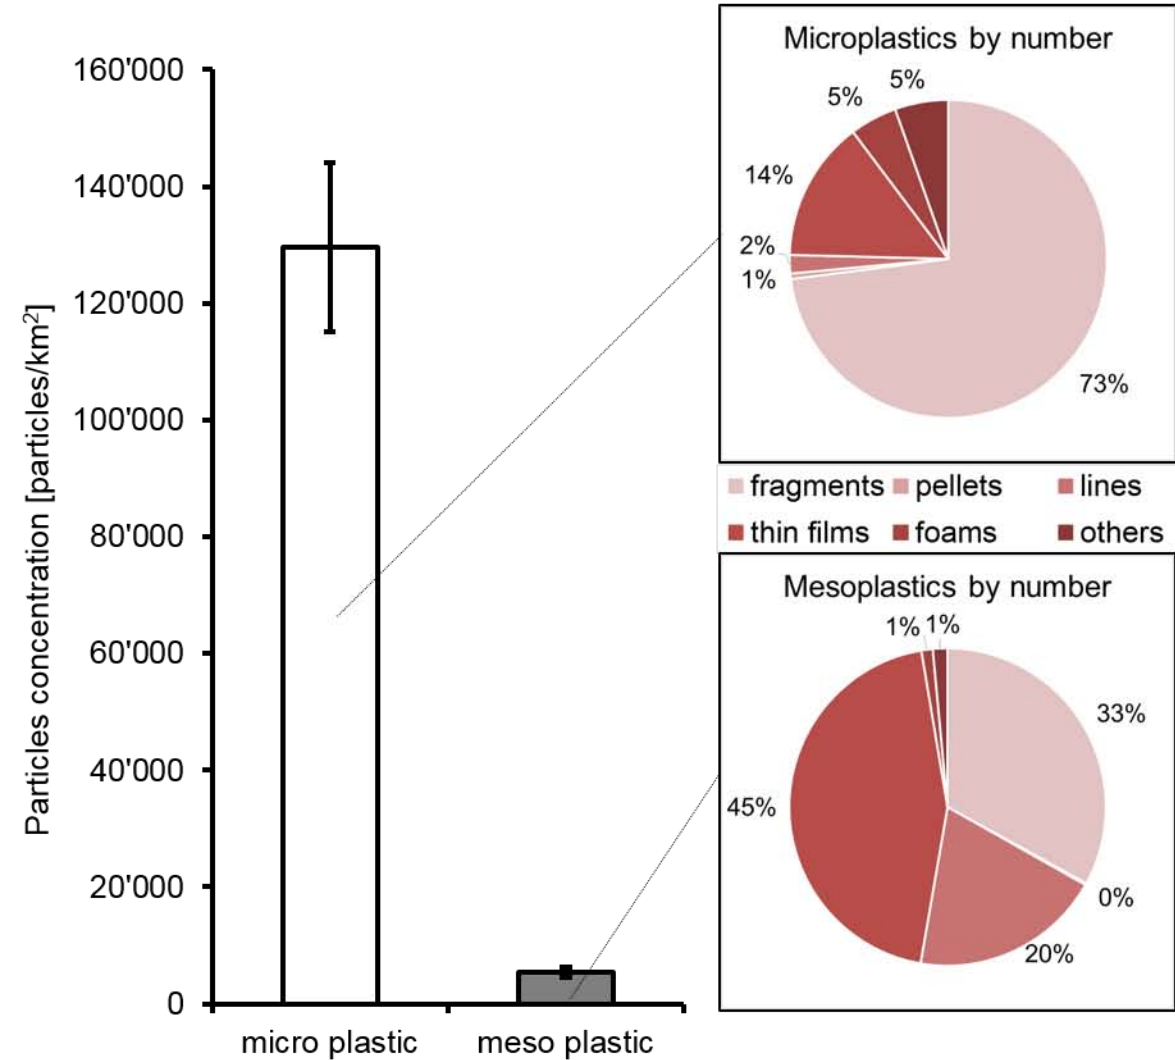 Particles concentration [particles/km²]
160'000
140'000
120'000
100'000
80'000
60'000
40'000
20'000
0
micro plastic
meso plastic
Microplastics by number
5%
5%
14%
2%
1%
73%
fragments pellets lines
thin films foams others
Mesoplastics by number
1% 1%
33%
45%
0%
20%